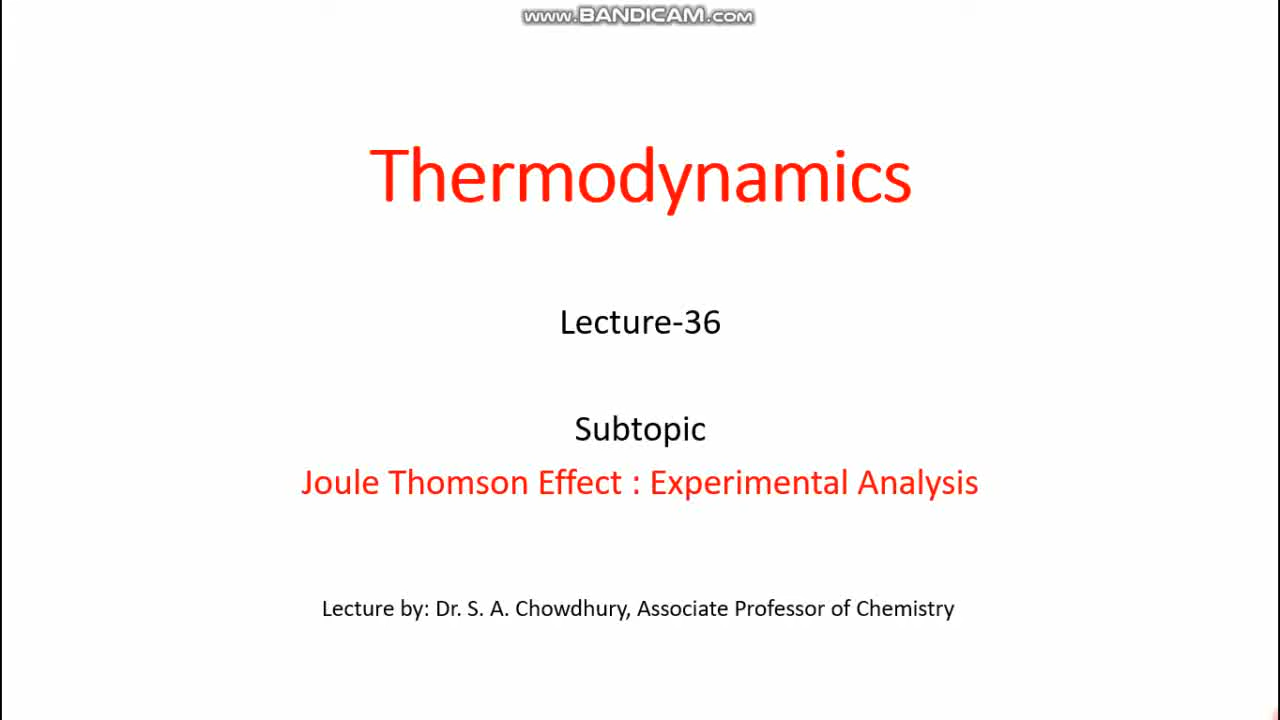 www.BANDICAM.com
Thermodynamics
Lecture-36
Subtopic
Joule Thomson Effect : Experimental Analysis
Lecture by: Dr. S. A. Chowdhury, Associate Professor of Chemistry